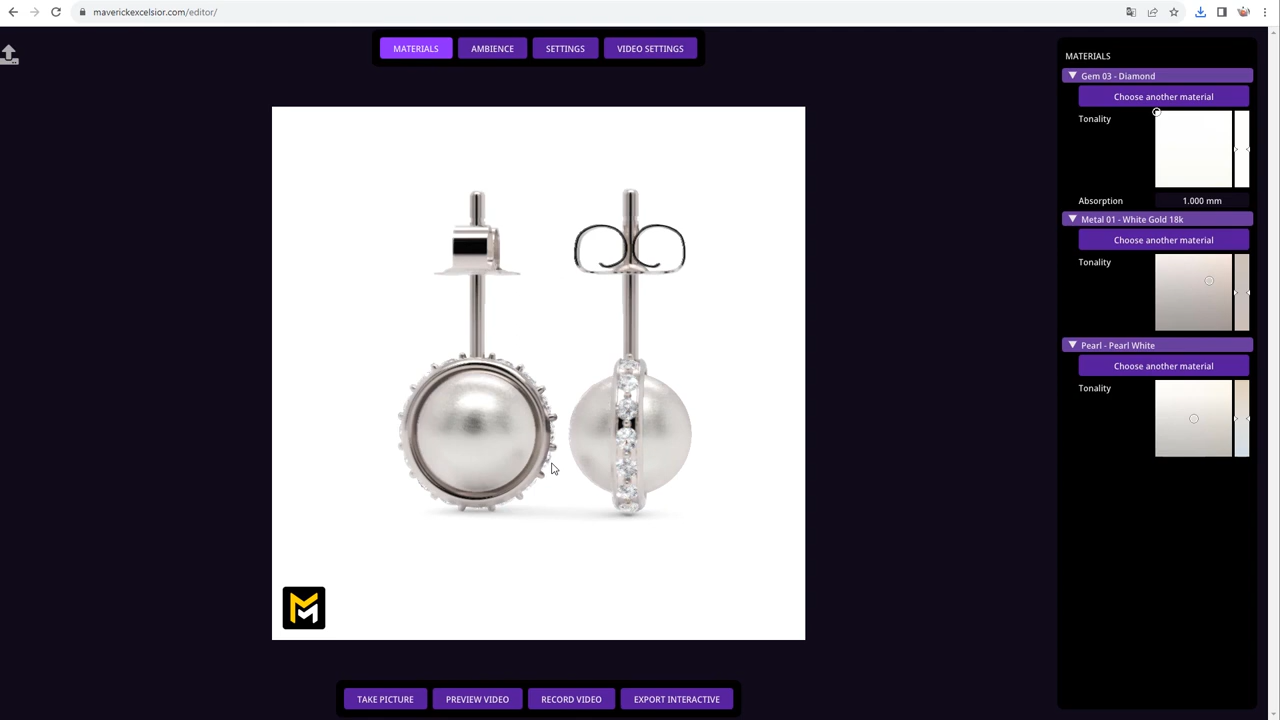 maverickexcelsior.com/editor/
MATERIALS
AMBIENCE
SETTINGS
VIDEO SETTINGS
MATERIALS
Gem 03 - Diamond
Choose another material
Tonality
Absorption
1.000 mm
Metal 01 - White Gold 18k
Choose another material
Tonality
Pearl - Pearl White
Choose another material
Tonality
TAKE PICTURE
PREVIEW VIDEO
RECORD VIDEO
EXPORT INTERACTIVE